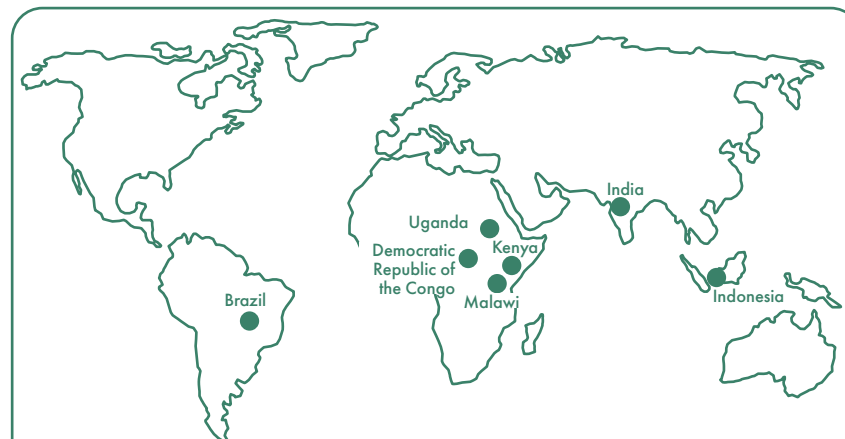 India
Uganda
Kenya
Democratic
Republic of
the Congo
Malawi
Brazil
Indonesia